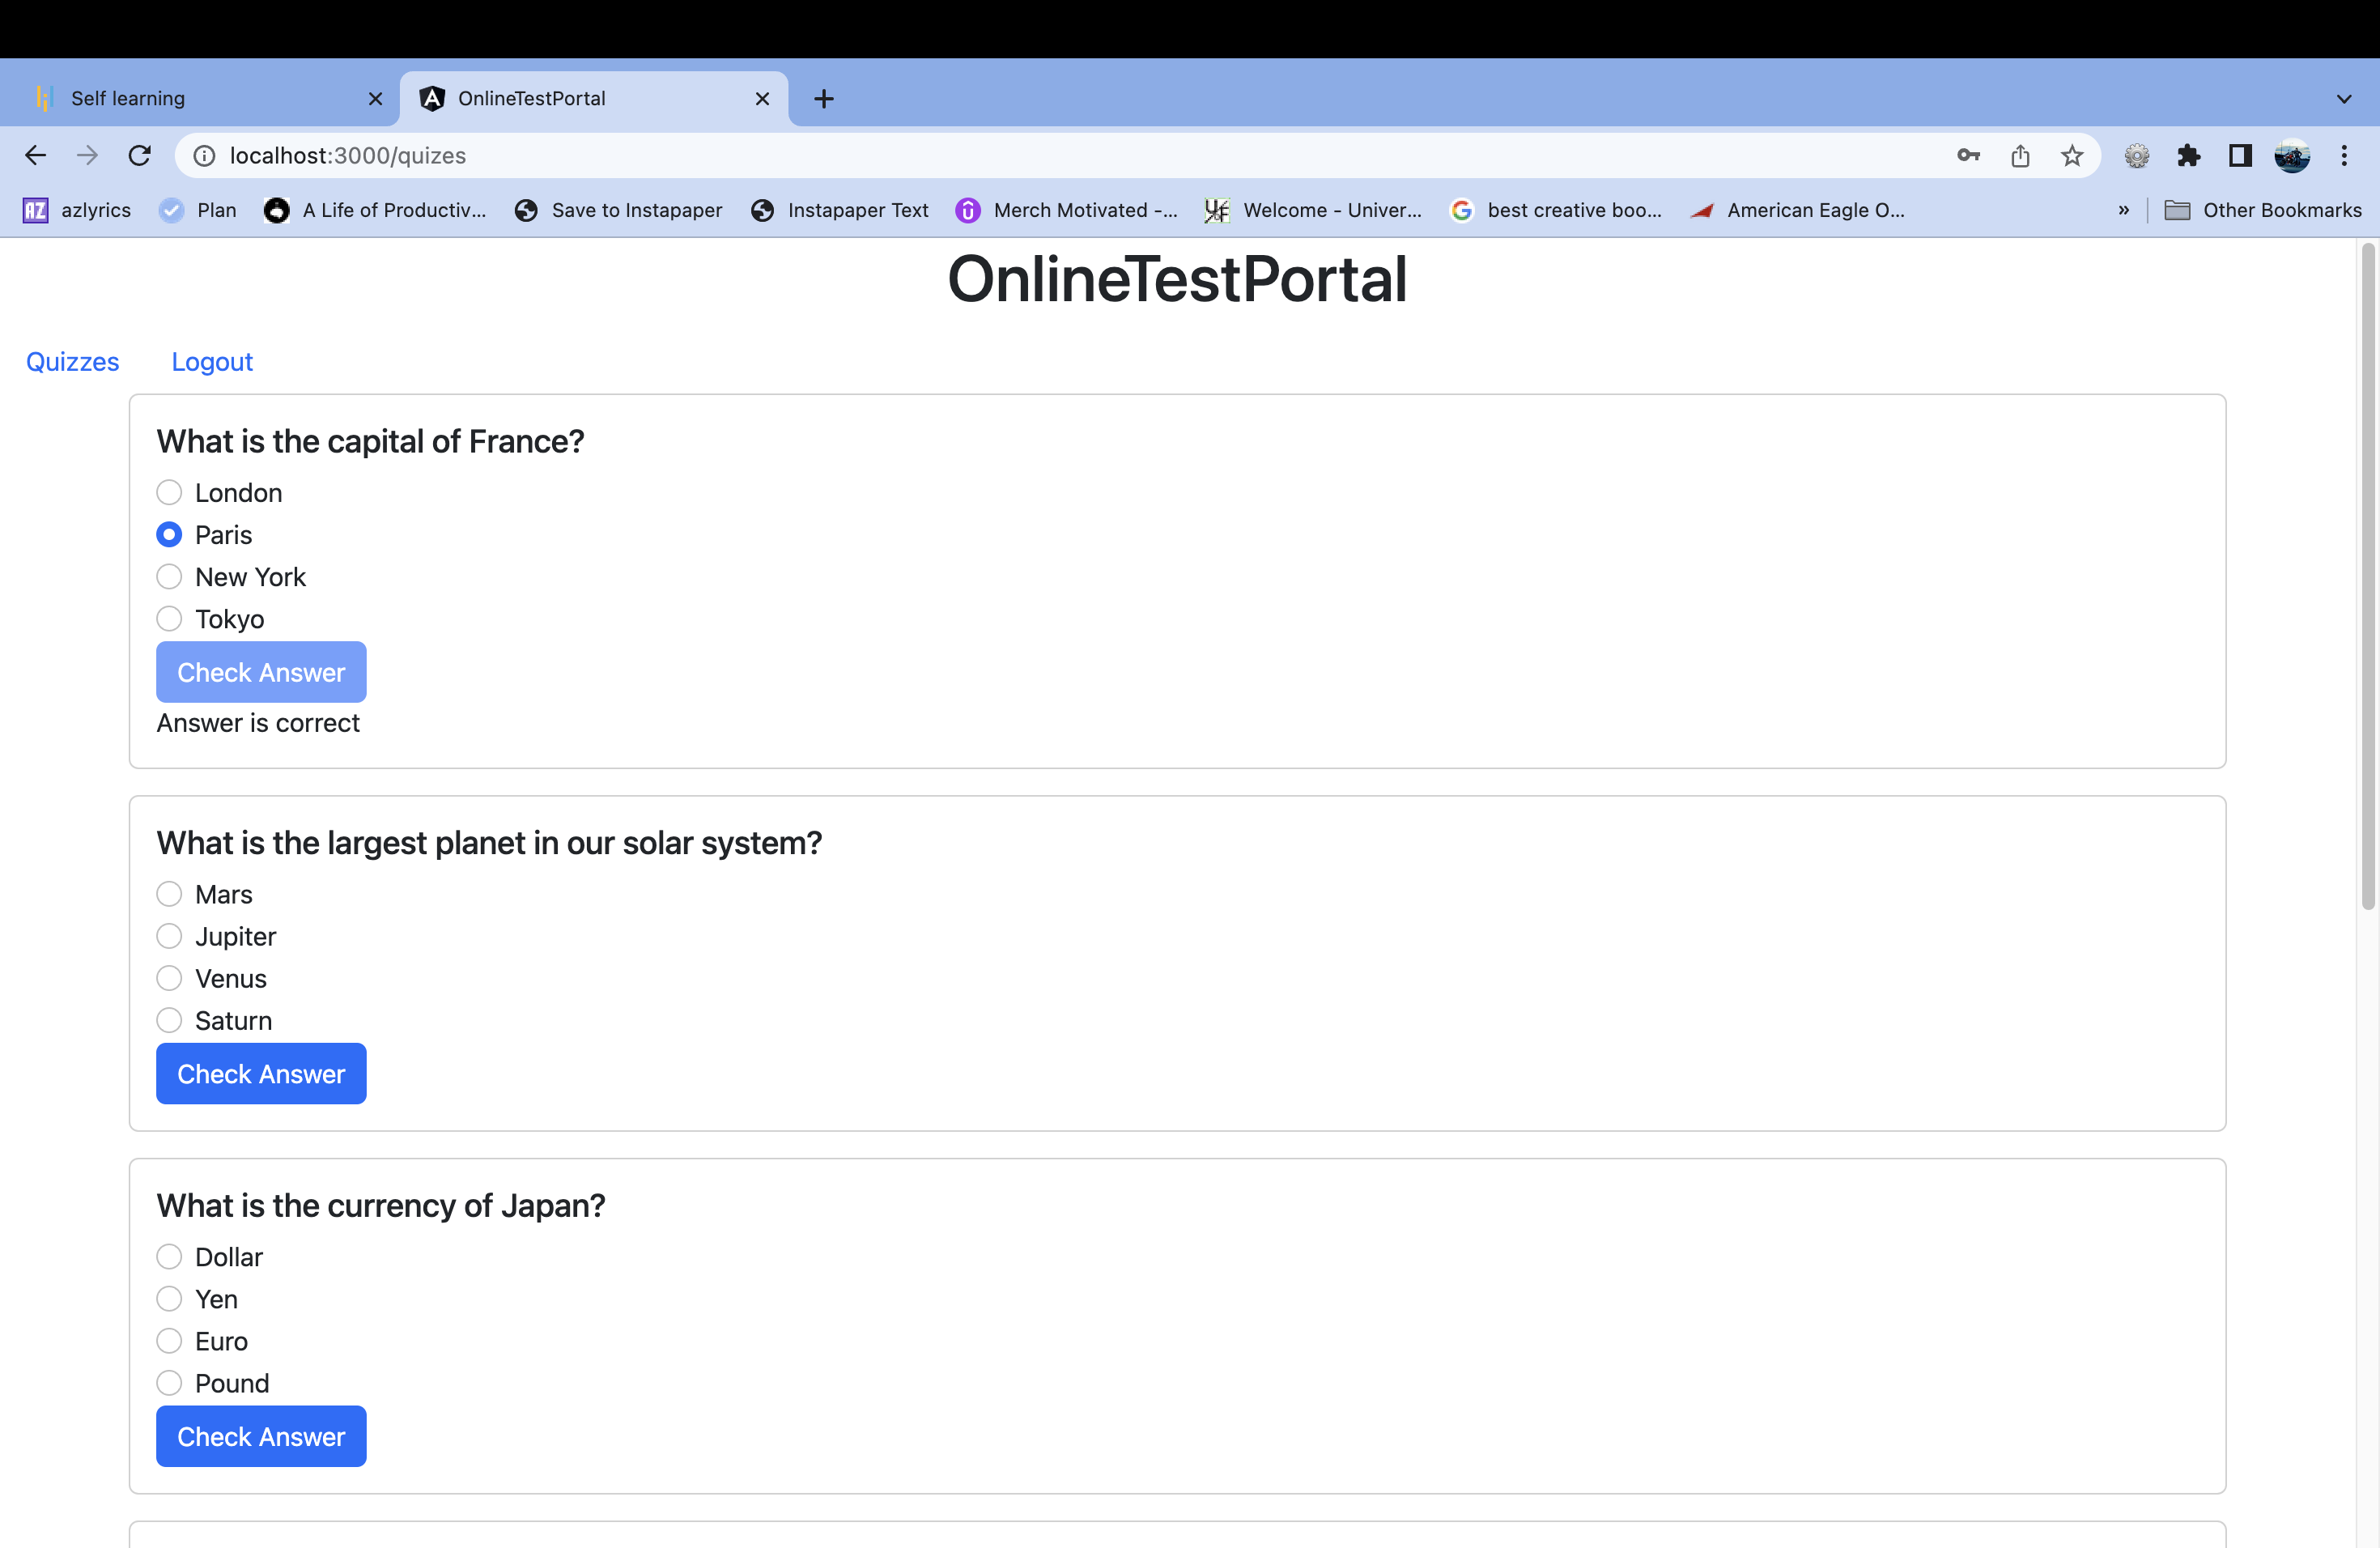 Self learning
OnlineTestPortal
localhost:3000/quizes
AZ azlyrics Plan A Life of Productiv... Save to Instapaper Instapaper Text Merch Motivated -... Welcome - Univer... best creative boo... American Eagle O... » Other Bookmarks
OnlineTestPortal
Quizzes Logout
What is the capital of France?
London
Paris
New York
Tokyo
Check Answer
Answer is correct
What is the largest planet in our solar system?
Mars
Jupiter
Venus
Saturn
Check Answer
What is the currency of Japan?
Dollar
Yen
Euro
Pound
Check Answer